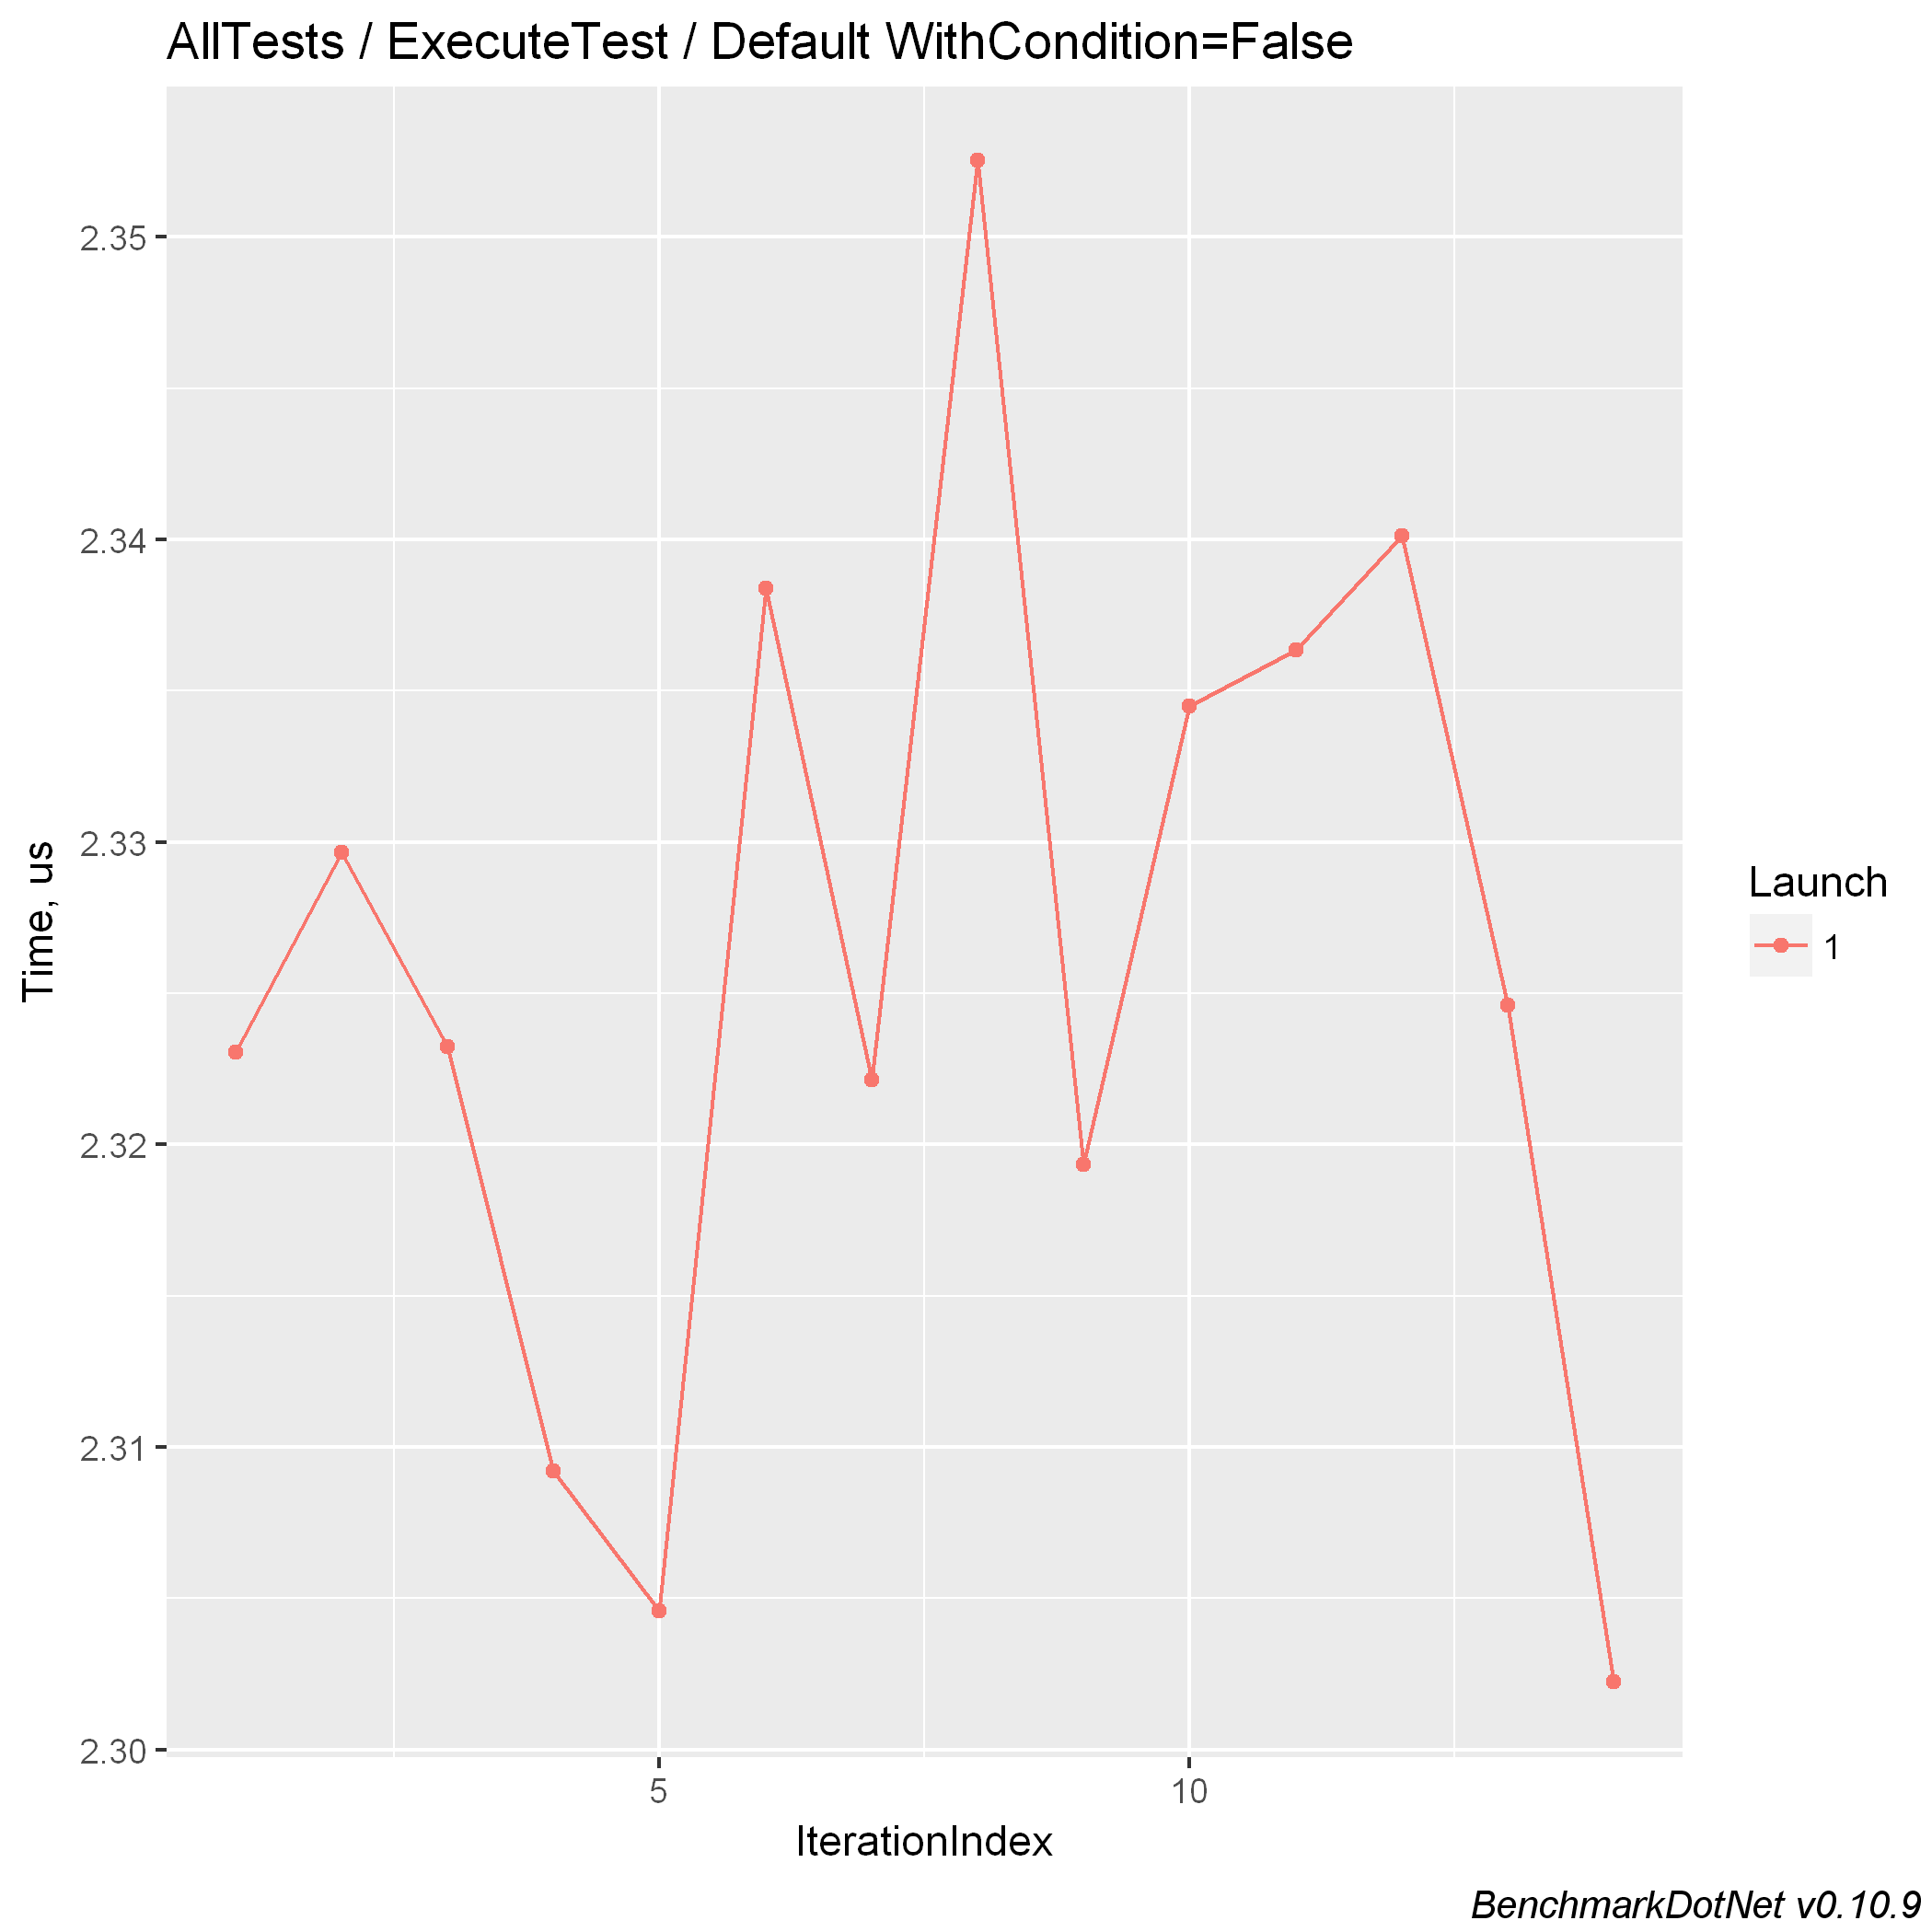 AllTests / ExecuteTest / Default WithCondition=False
2.35
2.34
2.33
2.32
2.31
2.30
Time, us
5 10
IterationIndex
Launch
1
BenchmarkDotNet v0.10.9